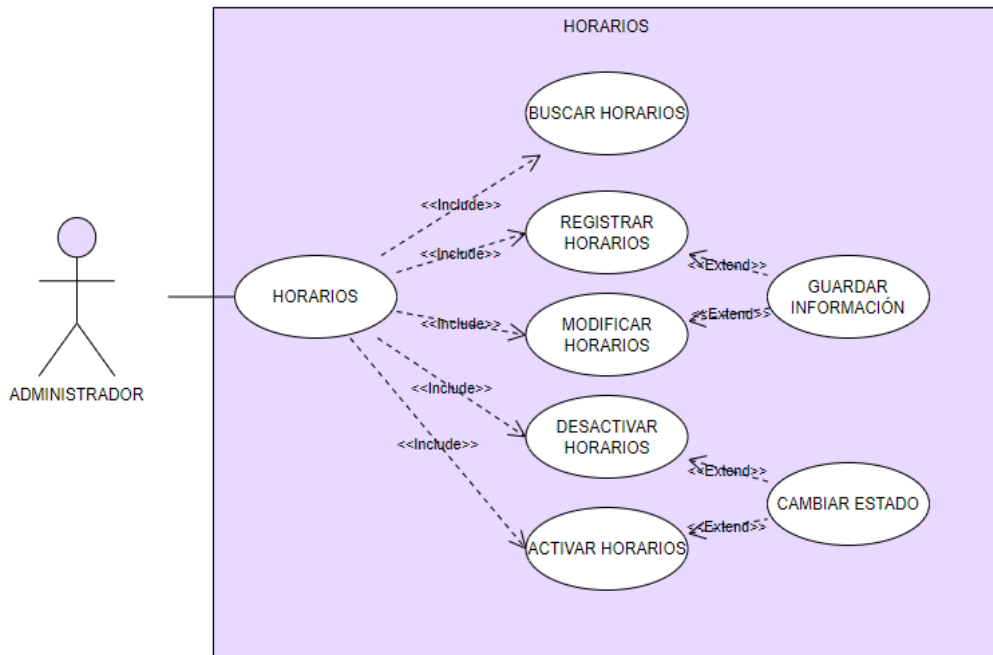 HORARIOS
BUSCAR HORARIOS
<<Include>>
REGISTRAR
HORARIOS
<<Include>>
<<Extend>>
HORARIOS
GUARDAR
INFORMACIÓN
<<Include>>
MODIFICAR
HORARIOS
<<Extend>>
ADMINISTRADOR
<<Include>>
DESACTIVAR
HORARIOS
<<Include>>
<<Extend>>
CAMBIAR ESTADO
<<Extend>>
ACTIVAR HORARIOS